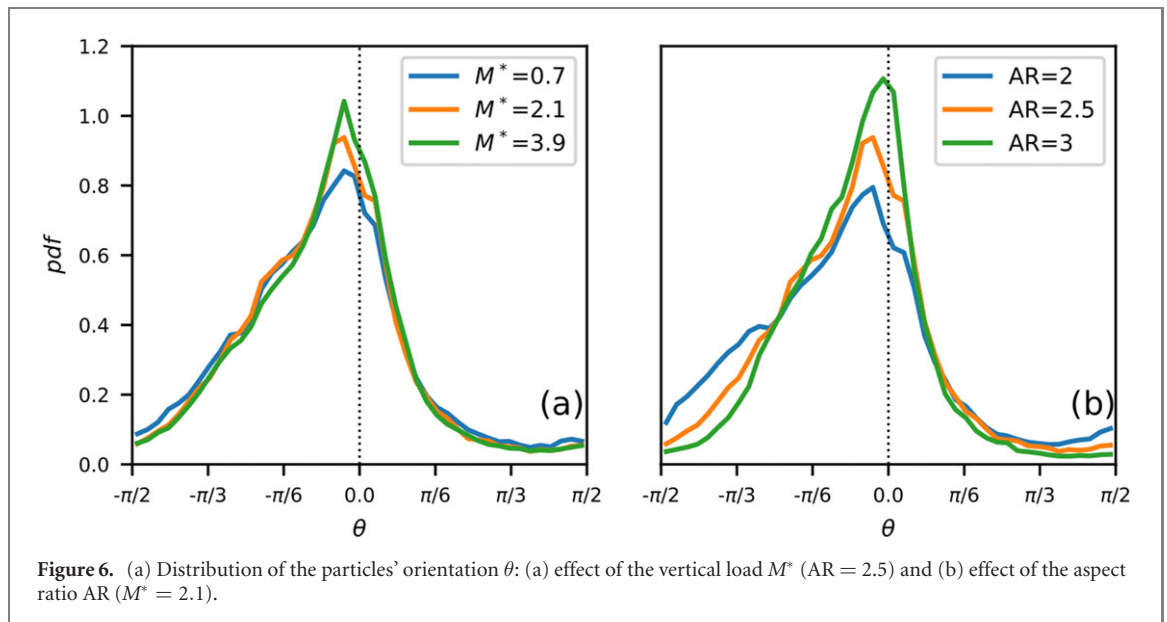 1.2
1.0
0.8
0.6
0.4
0.2
0.0
pdf
M*=0.7
M*=2.1
M*=3.9
(a)
-π/2 -π/3 -π/6 0.0 π/6 π/3 π/2
θ
AR=2
AR=2.5
AR=3
(b)
-π/2 -π/3 -π/6 0.0 π/6 π/3 π/2
θ
Figure 6. (a) Distribution of the particles’ orientation θ: (a) effect of the vertical load M* (AR = 2.5) and (b) effect of the aspect
ratio AR (M* = 2.1).